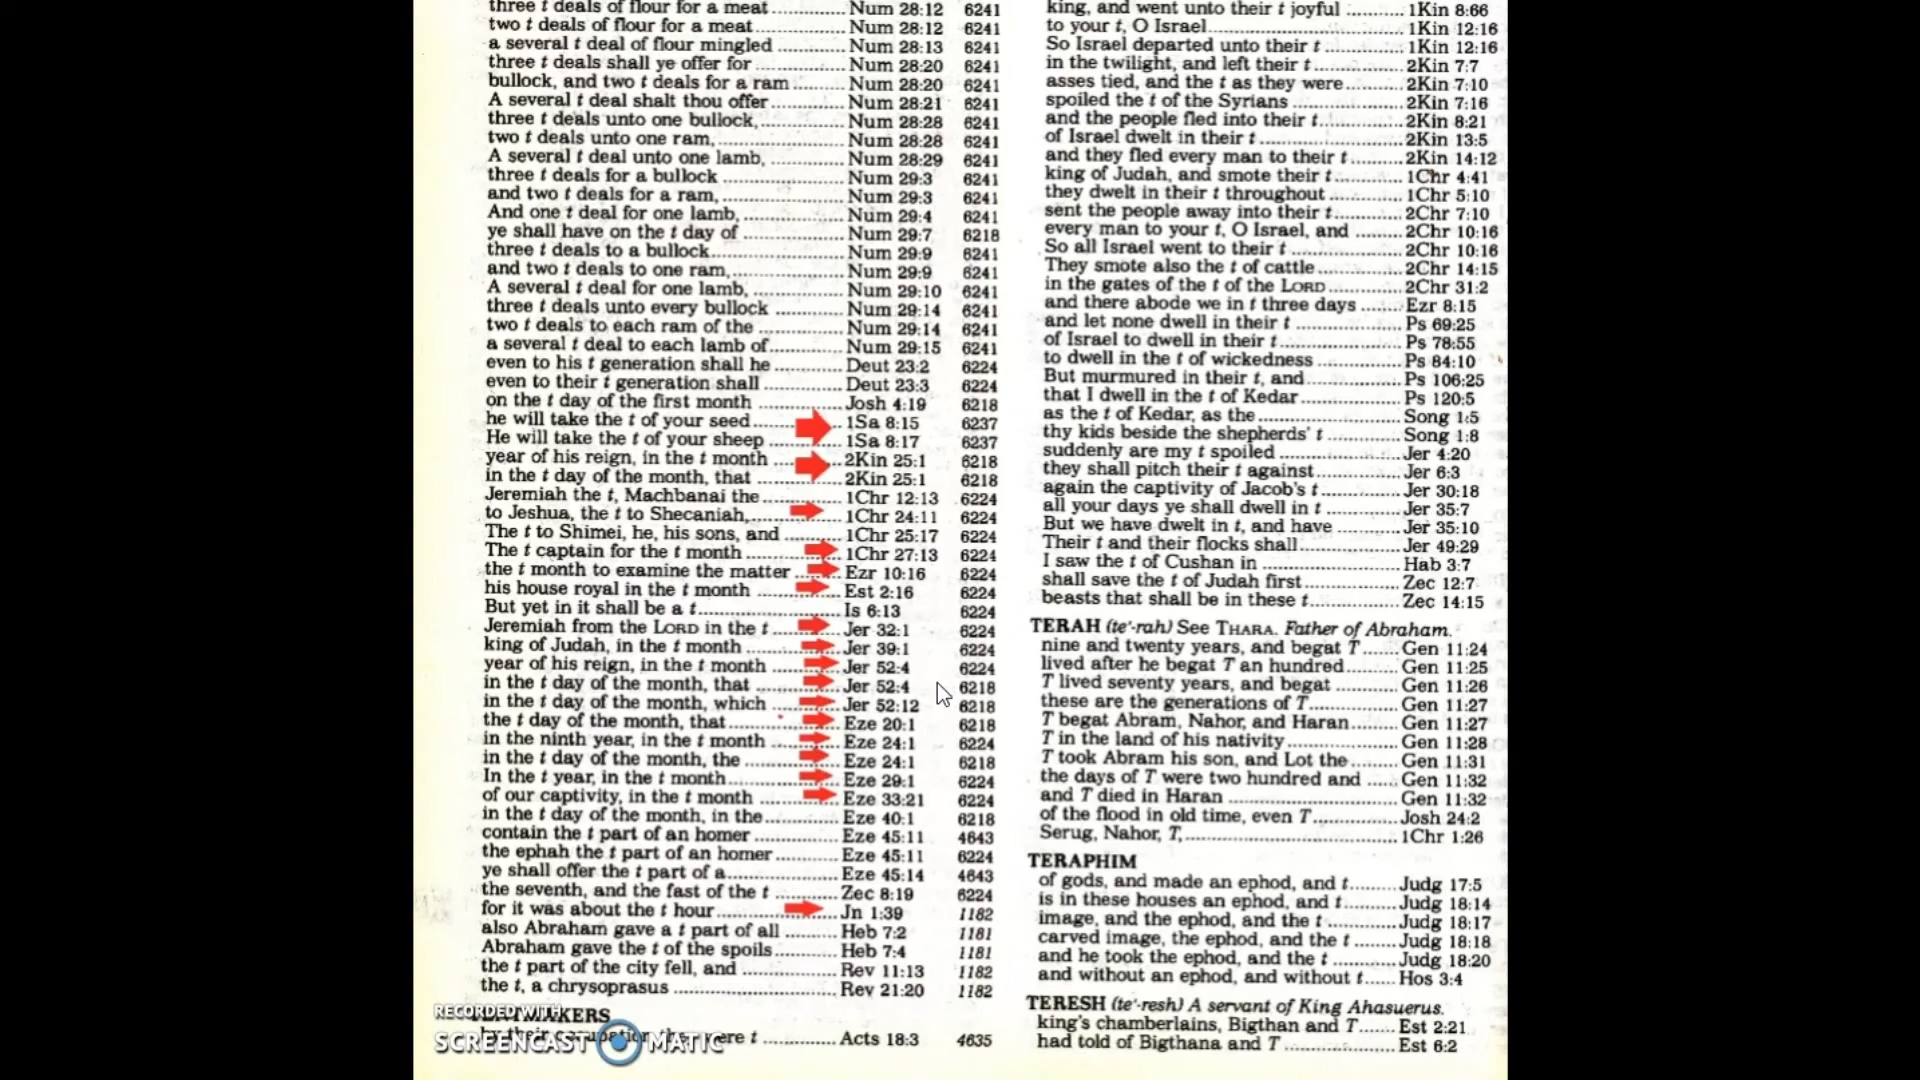 three t deals of flour for a meat .............. Num 28:12 6241
two t deals of flour for a meat ................ Num 28:12 6241
a several t deal of flour mingled ............ Num 28:13 6241
three t deals shall ye offer for ................ Num 28:20 6241
bullock, and two t deals for a ram ......... Num 28:20 6241
A several t deal shalt thou offer ............. Num 28:21 6241
three t deals unto one bullock, ............... Num 28:28 6241
two t deals unto one ram, ...................... Num 28:28 6241
A several t deal unto one lamb, .............. Num 28:29 6241
three t deals for a bullock ...................... Num 29:3 6241
and two t deals for a ram, ...................... Num 29:3 6241
And one t deal for one lamb, .................. Num 29:4 6241
ye shall have on the t day of .................. Num 29:7 6218
three t deals to a bullock ........................ Num 29:9 6241
and two t deals to one ram, .................... Num 29:9 6241
A several t deal for one lamb, ................ Num 29:10 6241
three t deals unto every bullock ............ Num 29:14 6241
two t deals to each ram of the ................ Num 29:14 6241
a several t deal to each lamb of .............. Num 29:15 6241
even to his t generation shall he ............ Deut 23:2 6224
even to their t generation shall .............. Deut 23:3 6224
on the t day of the first month .............. Josh 4:19 6218
he will take the t of your seed ................ 1Sa 8:15 6237
He will take the t of your sheep .............. 1Sa 8:17 6237
year of his reign, in the t month ............ 2Kin 25:1 6218
in the t day of the month, that .............. 2Kin 25:1 6218
Jeremiah the t, Machbanai the .............. 1Chr 12:13 6224
to Jeshua, the t to Shecaniah, ................ 1Chr 24:11 6224
The t to Shimei, he, his sons, and .......... 1Chr 25:17 6224
The t captain for the t month ................ 1Chr 27:13 6224
the t month to examine the matter ........ Ezr 10:16 6224
his house royal in the t month .............. Est 2:16 6224
But yet in it shall be a t .......................... Is 6:13 6224
Jeremiah from the LORD in the t .......... Jer 32:1 6224
king of Judah, in the t month ................ Jer 39:1 6224
year of his reign, in the t month ............ Jer 52:4 6224
in the t day of the month, that .............. Jer 52:4 6218
in the t day of the month, which ............ Jer 52:12 6218
the t day of the month, that .................. Eze 20:1 6218
in the ninth year, in the t month ............ Eze 24:1 6224
in the t day of the month, the ................ Eze 24:1 6218
In the t year, in the t month .................. Eze 29:1 6224
of our captivity, in the t month .............. Eze 33:21 6224
in the t day of the month, in the ............ Eze 40:1 6218
contain the t part of an homer .............. Eze 45:11 4643
the ephah the t part of an homer .......... Eze 45:11 6224
ye shall offer the t part of a .................... Eze 45:14 4643
the seventh, and the fast of the t ............ Zec 8:19 6224
for it was about the t hour .................... Jn 1:39 1182
also Abraham gave a t part of all .......... Heb 7:2 1181
Abraham gave the t of the spoils ............ Heb 7:4 1181
the t part of the city fell, and ................ Rev 11:13 1182
the t, a chrysoprasus ............................ Rev 21:20 1182
RECORDED WITH
SCREENCAST MATIC
Acts 18:3 4635
king, and went unto their t joyful .......... 1Kin 8:66
to your t, O Israel .................................. 1Kin 12:16
So Israel departed unto their t .............. 1Kin 12:16
in the twilight, and left their t ................ 2Kin 7:7
asses tied, and the t as they were .......... 2Kin 7:10
spoiled the t of the Syrians .................... 2Kin 7:16
and the people fled into their t .............. 2Kin 8:21
of Israel dwelt in their t .......................... 2Kin 13:5
and they fled every man to their t .......... 2Kin 14:12
king of Judah, and smote their t ............ 1Chr 4:41
they dwelt in their t throughout ............ 1Chr 5:10
sent the people away into their t ............ 2Chr 7:10
every man to your t, O Israel, and ........ 2Chr 10:16
So all Israel went to their t .................... 2Chr 10:16
They smote also the t of cattle .............. 2Chr 14:15
in the gates of the t of the LORD ............ 2Chr 31:2
and there abode we in t three days ........ Ezr 8:15
and let none dwell in their t .................. Ps 69:25
of Israel to dwell in their t ...................... Ps 78:55
to dwell in the t of wickedness .............. Ps 84:10
But murmured in their t, and ................ Ps 106:25
that I dwell in the t of Kedar .................. Ps 120:5
as the t of Kedar, as the ........................ Song 1:5
thy kids beside the shepherds' t ............ Song 1:8
suddenly are my t spoiled ...................... Jer 4:20
they shall pitch their t against .............. Jer 6:3
again the captivity of Jacob's t .............. Jer 30:18
all your days ye shall dwell in t .............. Jer 35:7
But we have dwelt in t, and have .......... Jer 35:10
Their t and their flocks shall .................. Jer 49:29
I saw the t of Cushan in ........................ Hab 3:7
shall save the t of Judah first ................ Zec 12:7
beasts that shall be in these t ................ Zec 14:15
TERAH (te'-rah) See THARA. Father of Abraham.
nine and twenty years, and begat T ...... Gen 11:24
lived after he begat T an hundred .......... Gen 11:25
T lived seventy years, and begat .......... Gen 11:26
these are the generations of T ................ Gen 11:27
T begat Abram, Nahor, and Haran ........ Gen 11:27
T in the land of his nativity .................... Gen 11:28
T took Abram his son, and Lot the ........ Gen 11:31
the days of T were two hundred and .... Gen 11:32
and T died in Haran .............................. Gen 11:32
of the flood in old time, even T .............. Josh 24:2
Serug, Nahor, T, .................................... 1Chr 1:26
TERAPHIM
of gods, and made an ephod, and t ........ Judg 17:5
is in these houses an ephod, and t .......... Judg 18:14
image, and the ephod, and the t ............ Judg 18:17
carved image, the ephod, and the t ...... Judg 18:18
and he took the ephod, and the t .......... Judg 18:20
and without an ephod, and without t .... Hos 3:4
TERESH (te'-resh) A servant of King Ahasuerus.
king's chamberlains, Bigthan and T ...... Est 2:21
had told of Bigthana and T .................... Est 6:2